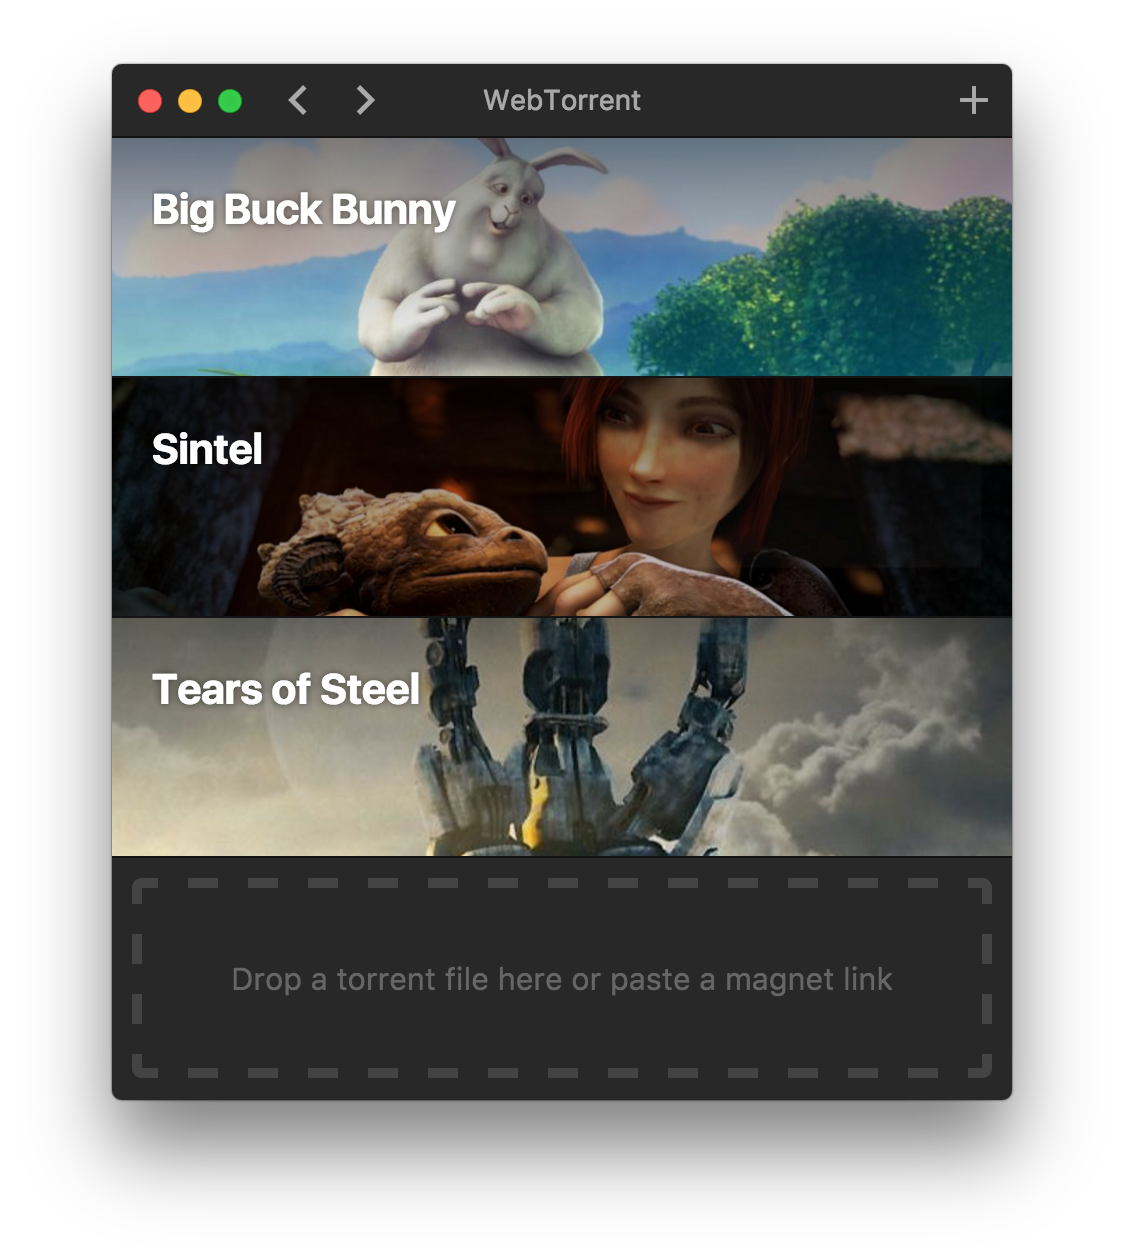 WebTorrent
Big Buck Bunny
Sintel
Tears of Steel
Drop a torrent file here or paste a magnet link